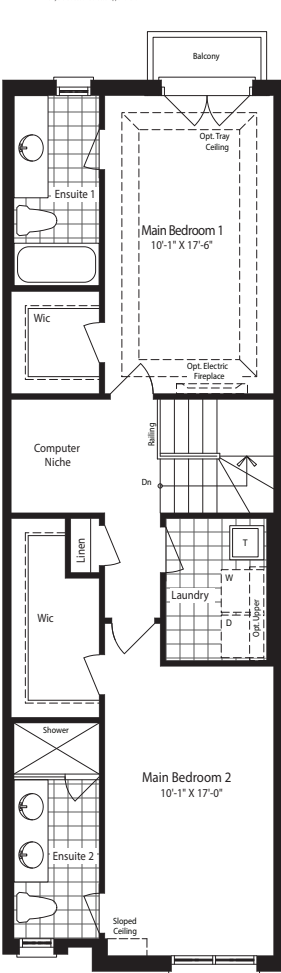 Balcony
Opt. Tray
Ceiling
Ensuite 1
Main Bedroom 1
10'-1" X 17'-6"
Wic
Opt. Electric
Fireplace
Computer
Niche
Railing
Dn
Linen
T
W
Laundry
D
Opt. Upper
Wic
Shower
Main Bedroom 2
10'-1" X 17'-0"
Ensuite 2
Sloped
Ceiling